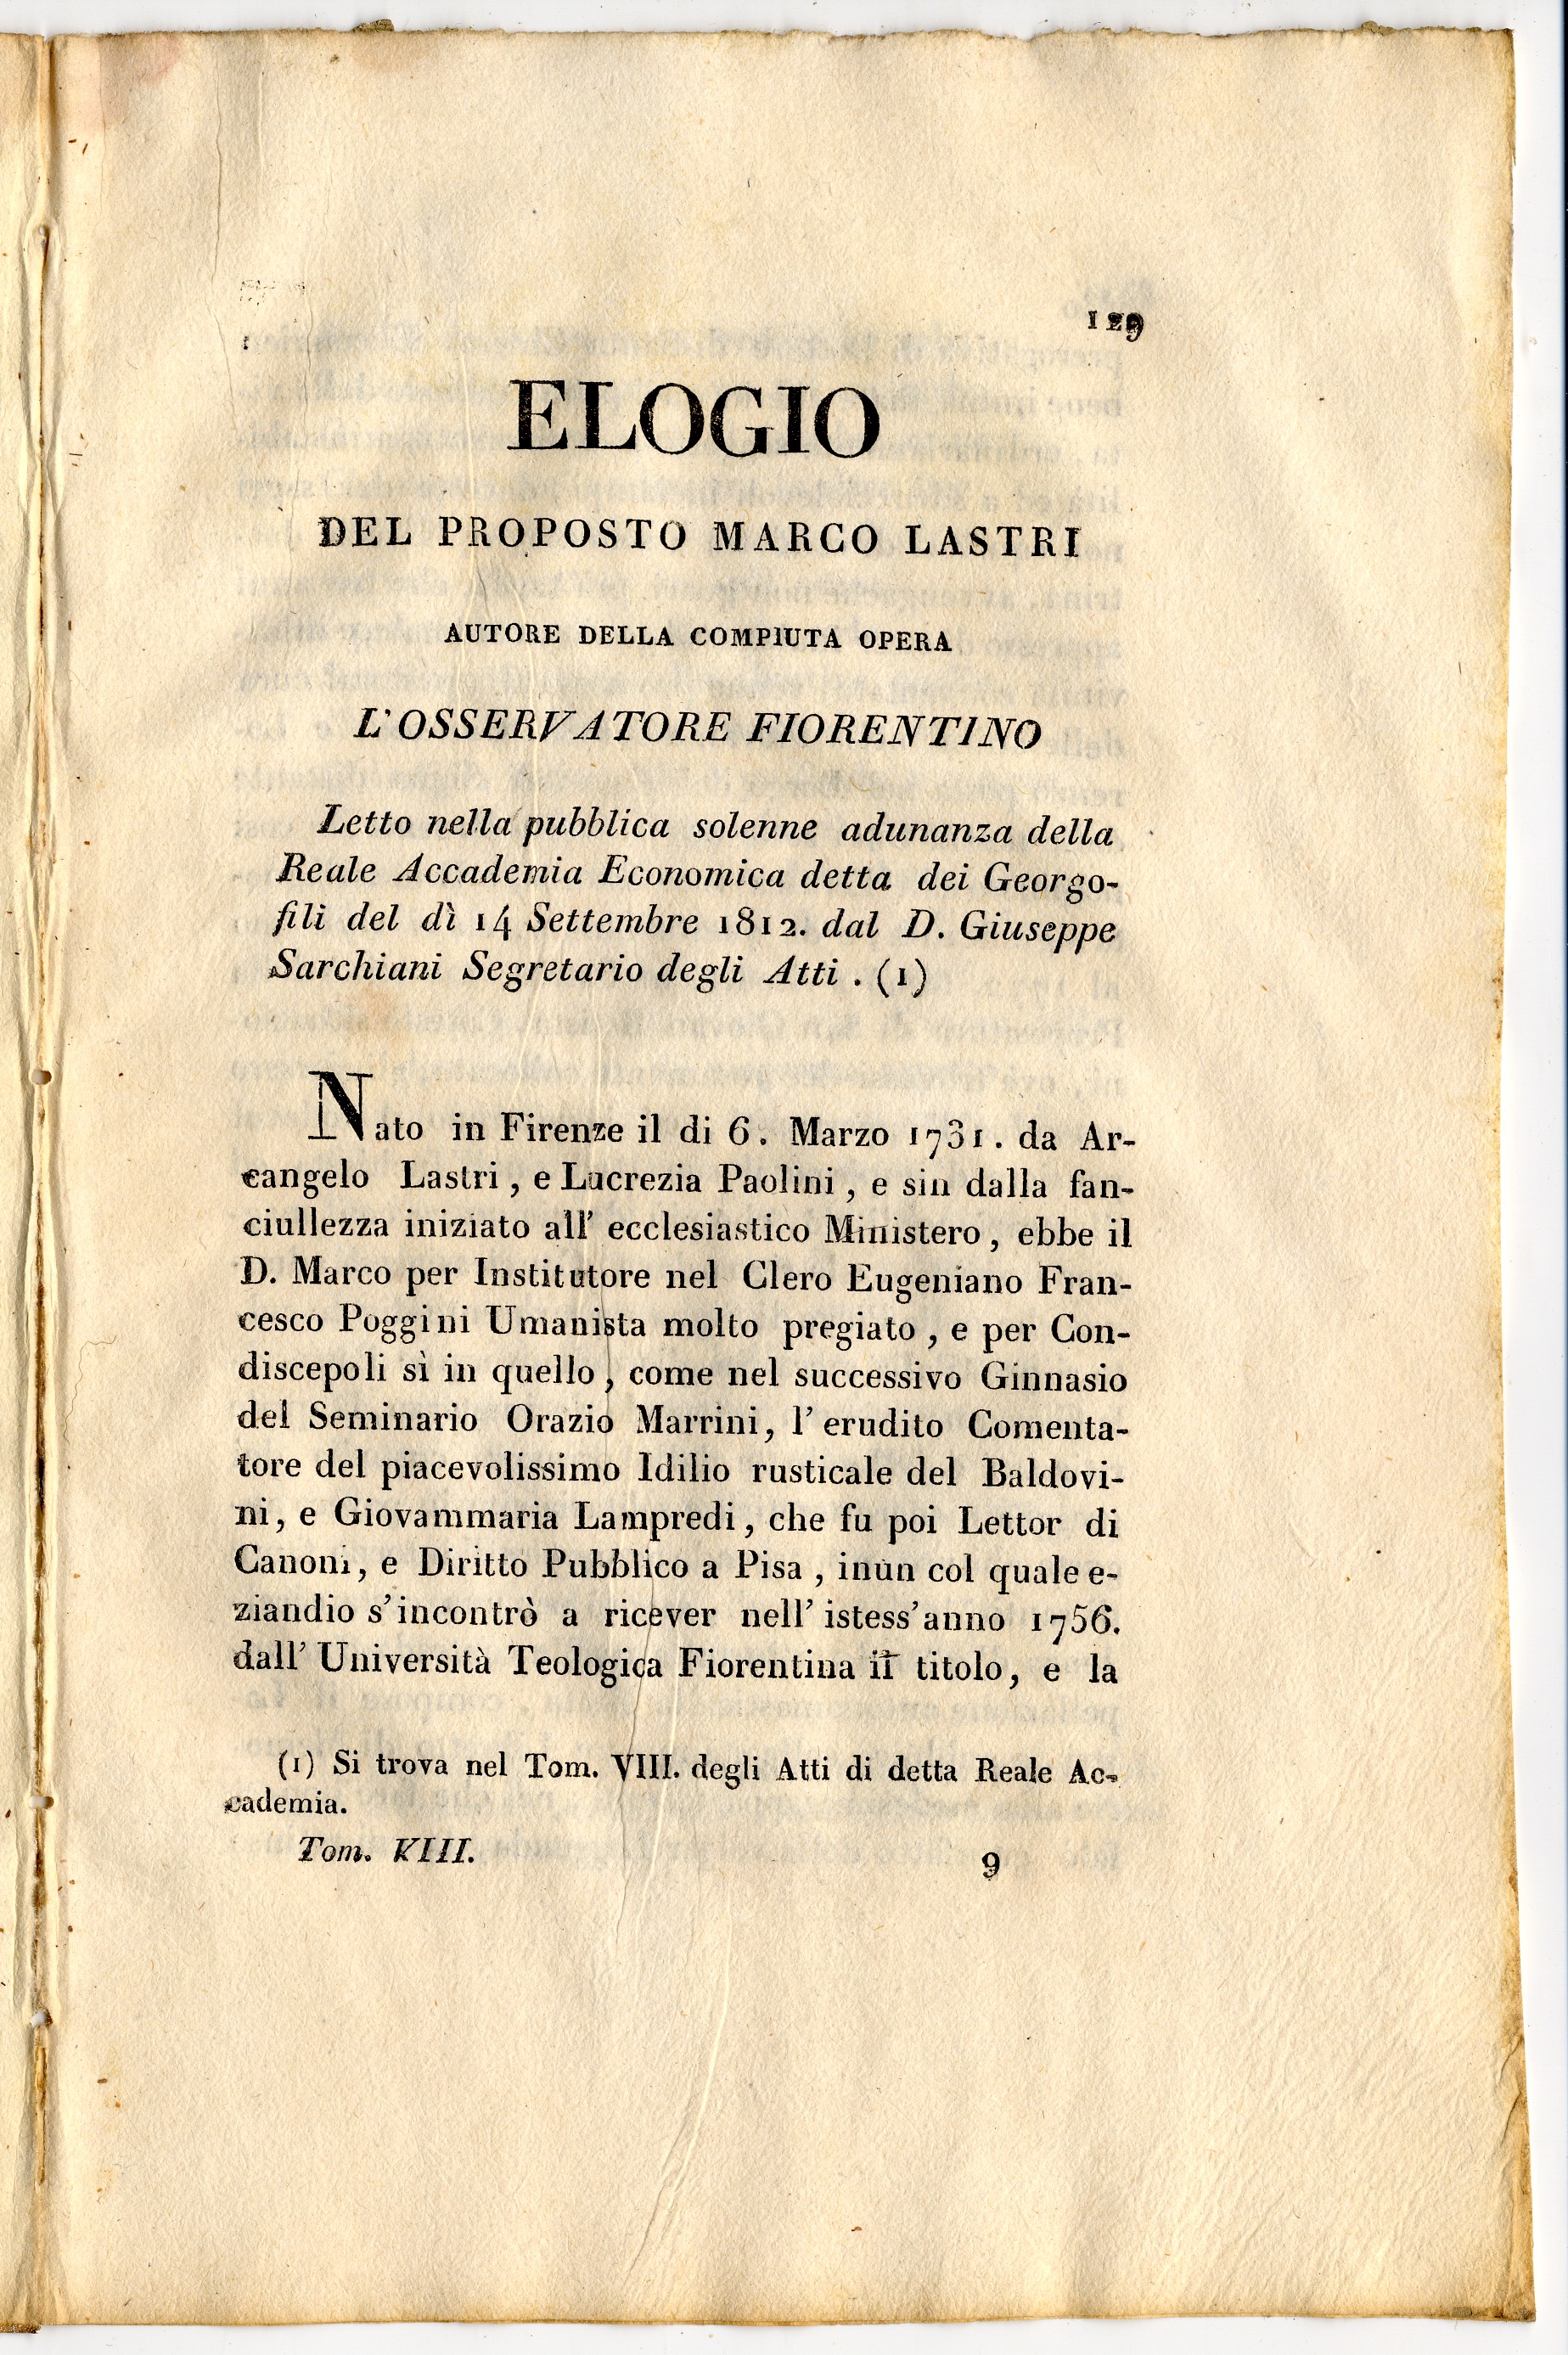 129
ELOGIO
DEL PROPOSTO MARCO LASTRI
AUTORE DELLA COMPIUTA OPERA
L'OSSERVATORE FIORENTINO
Letto nella pubblica solenne adunanza della
Reale Accademia Economica detta dei Georgo-
fili del dì 14 Settembre 1812. dal D. Giuseppe
Sarchiani Segretario degli Atti . (1)
Nato in Firenze il di 6. Marzo 1731. da Ar-
cangelo Lastri , e Lucrezia Paolini , e sin dalla fan-
ciullezza iniziato all' ecclesiastico Ministero , ebbe il
D. Marco per Institutore nel Clero Eugeniano Fran-
cesco Poggini Umanista molto pregiato , e per Con-
discepoli sì in quello , come nel successivo Ginnasio
del Seminario Orazio Marrini, l' erudito Comenta-
tore del piacevolissimo Idilio rusticale del Baldovi-
ni, e Giovammaria Lampredi, che fu poi Lettor di
Canoni, e Diritto Pubblico a Pisa , inun col quale e-
ziandio s'incontrò a ricever nell' istess'anno 1756.
dall' Università Teologica Fiorentina il titolo, e la
(1) Si trova nel Tom. VIII. degli Atti di detta Reale Ac-
cademia.
Tom. VIII. 9